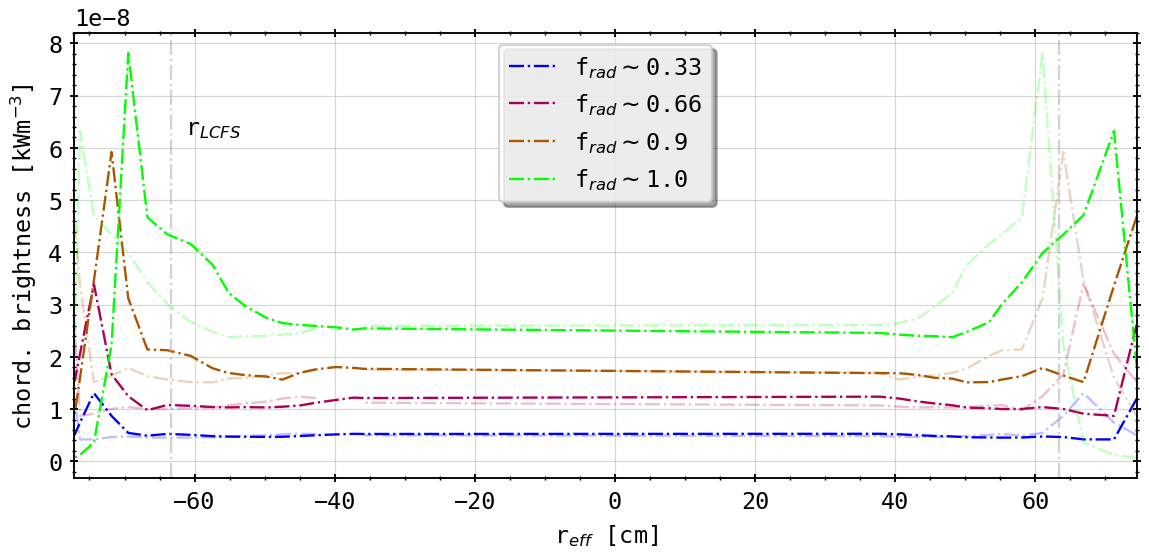 1e−8
chord. brightness [kWm⁻³]
8
7
6
5
4
3
2
1
0
r_LCFS
f_rad ~ 0.33
f_rad ~ 0.66
f_rad ~ 0.9
f_rad ~ 1.0
−60 −40 −20 0 20 40 60
r_eff [cm]